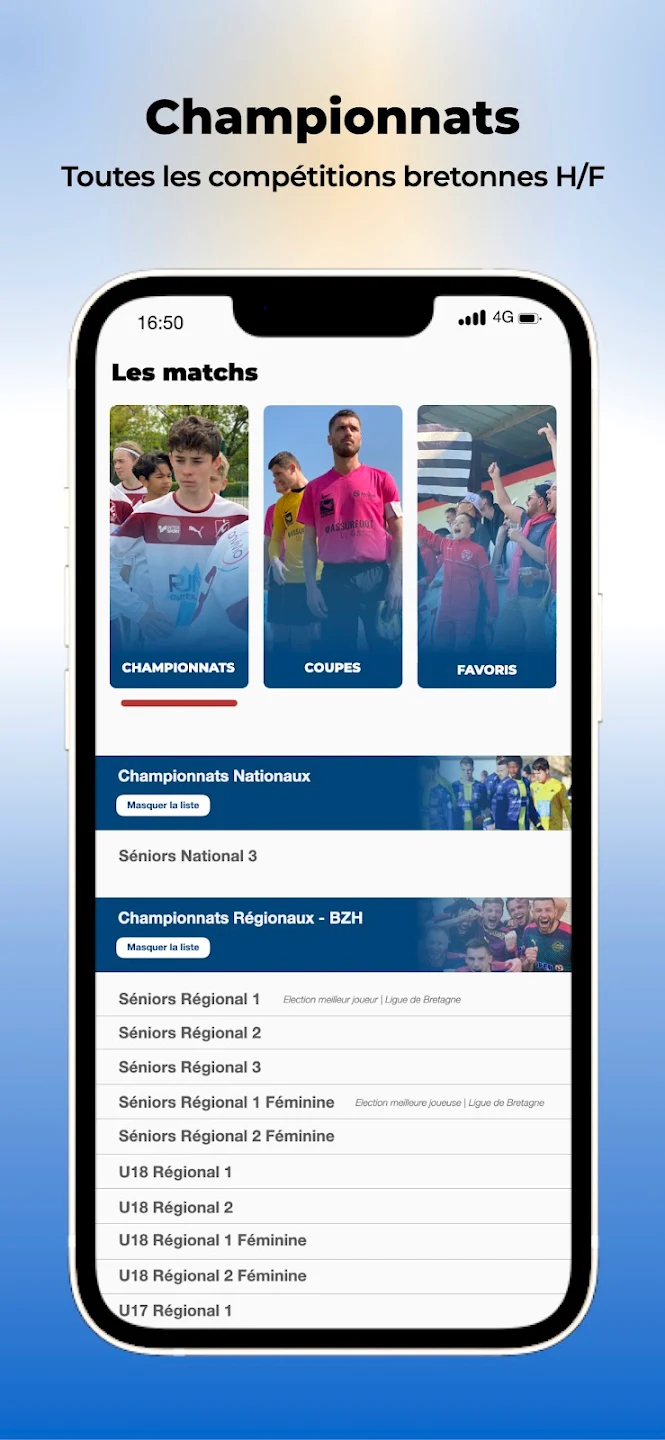 Championnats
Toutes les compétitions bretonnes H/F
16:50
4G
Les matchs
INTER
SPORT
#ASSUREFOOT
CHAMPIONNATS
COUPES
FAVORIS
Championnats Nationaux
Masquer la liste
Séniors National 3
Championnats Régionaux - BZH
Masquer la liste
Séniors Régional 1 Election meilleur joueur | Ligue de Bretagne
Séniors Régional 2
Séniors Régional 3
Séniors Régional 1 Féminine Election meilleure joueuse | Ligue de Bretagne
Séniors Régional 2 Féminine
U18 Régional 1
U18 Régional 2
U18 Régional 1 Féminine
U18 Régional 2 Féminine
U17 Régional 1